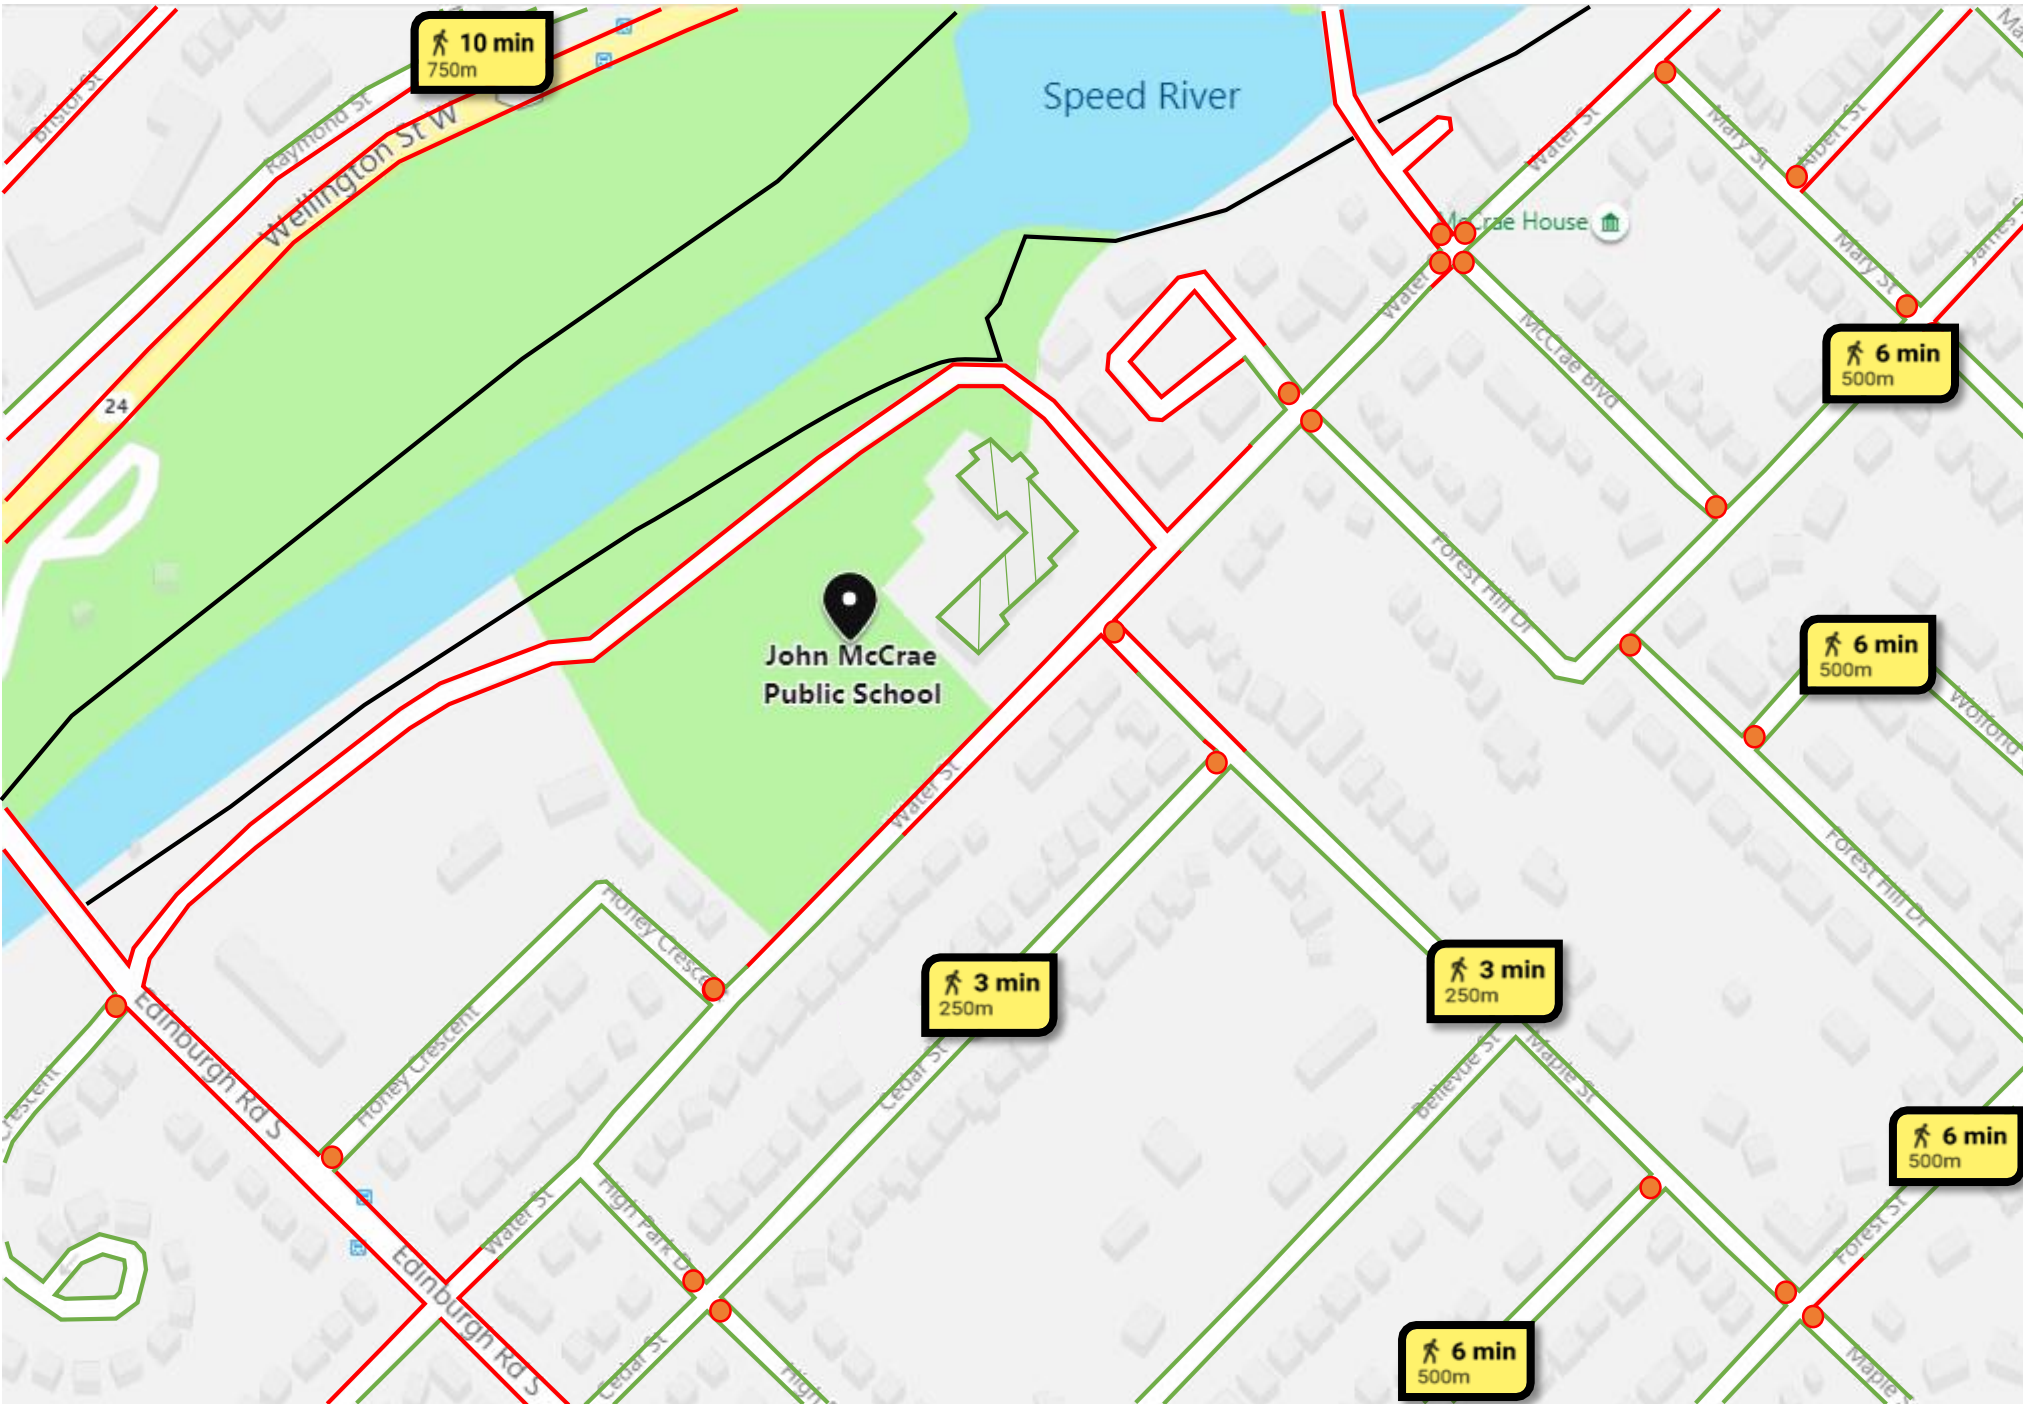 10 min
750m
Bristol St
Raymond St
Wellington St W
24
Speed River
Water St
Mary St
Albert St
McCrae House
Mary St
James S
Water
McCrae Blvd
6 min
500m
Forest Hill Dr
John McCrae
Public School
6 min
500m
Wolfond
Water St
Forest Hill Dr
Honey Crescent
3 min
250m
3 min
250m
Edinburgh Rd S
Honey Crescent
Crescent
Cedar St
Bellevue St
Maple St
6 min
500m
Water St
High Park Dr
Forest St
Edinburgh Rd S
Cedar St
High
6 min
500m
Maple S